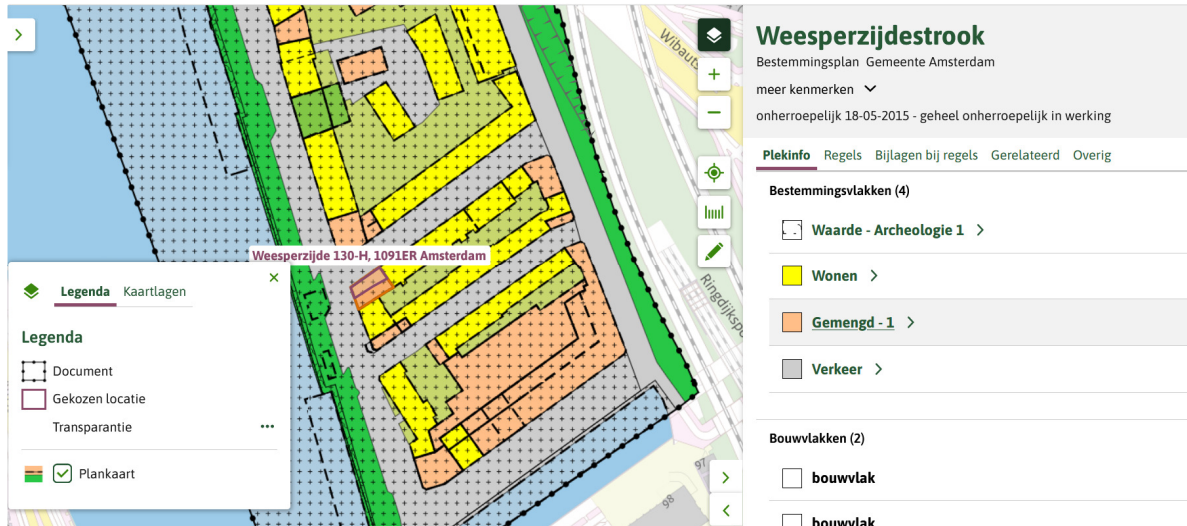 Weesperzijde 130-H, 1091ER Amsterdam
Legenda Kaartlagen
Legenda
Document
Gekozen locatie
Transparantie
Plankaart
Ringdijksp
97
98
Weesperzijdestrook
Bestemmingsplan Gemeente Amsterdam
meer kenmerken
onherroepelijk 18-05-2015 - geheel onherroepelijk in werking
Plekinfo Regels Bijlagen bij regels Gerelateerd Overig
Bestemmingsvlakken (4)
Waarde - Archeologie 1
Wonen
Gemengd - 1
Verkeer
Bouwvlakken (2)
bouwvlak
bouwvlak